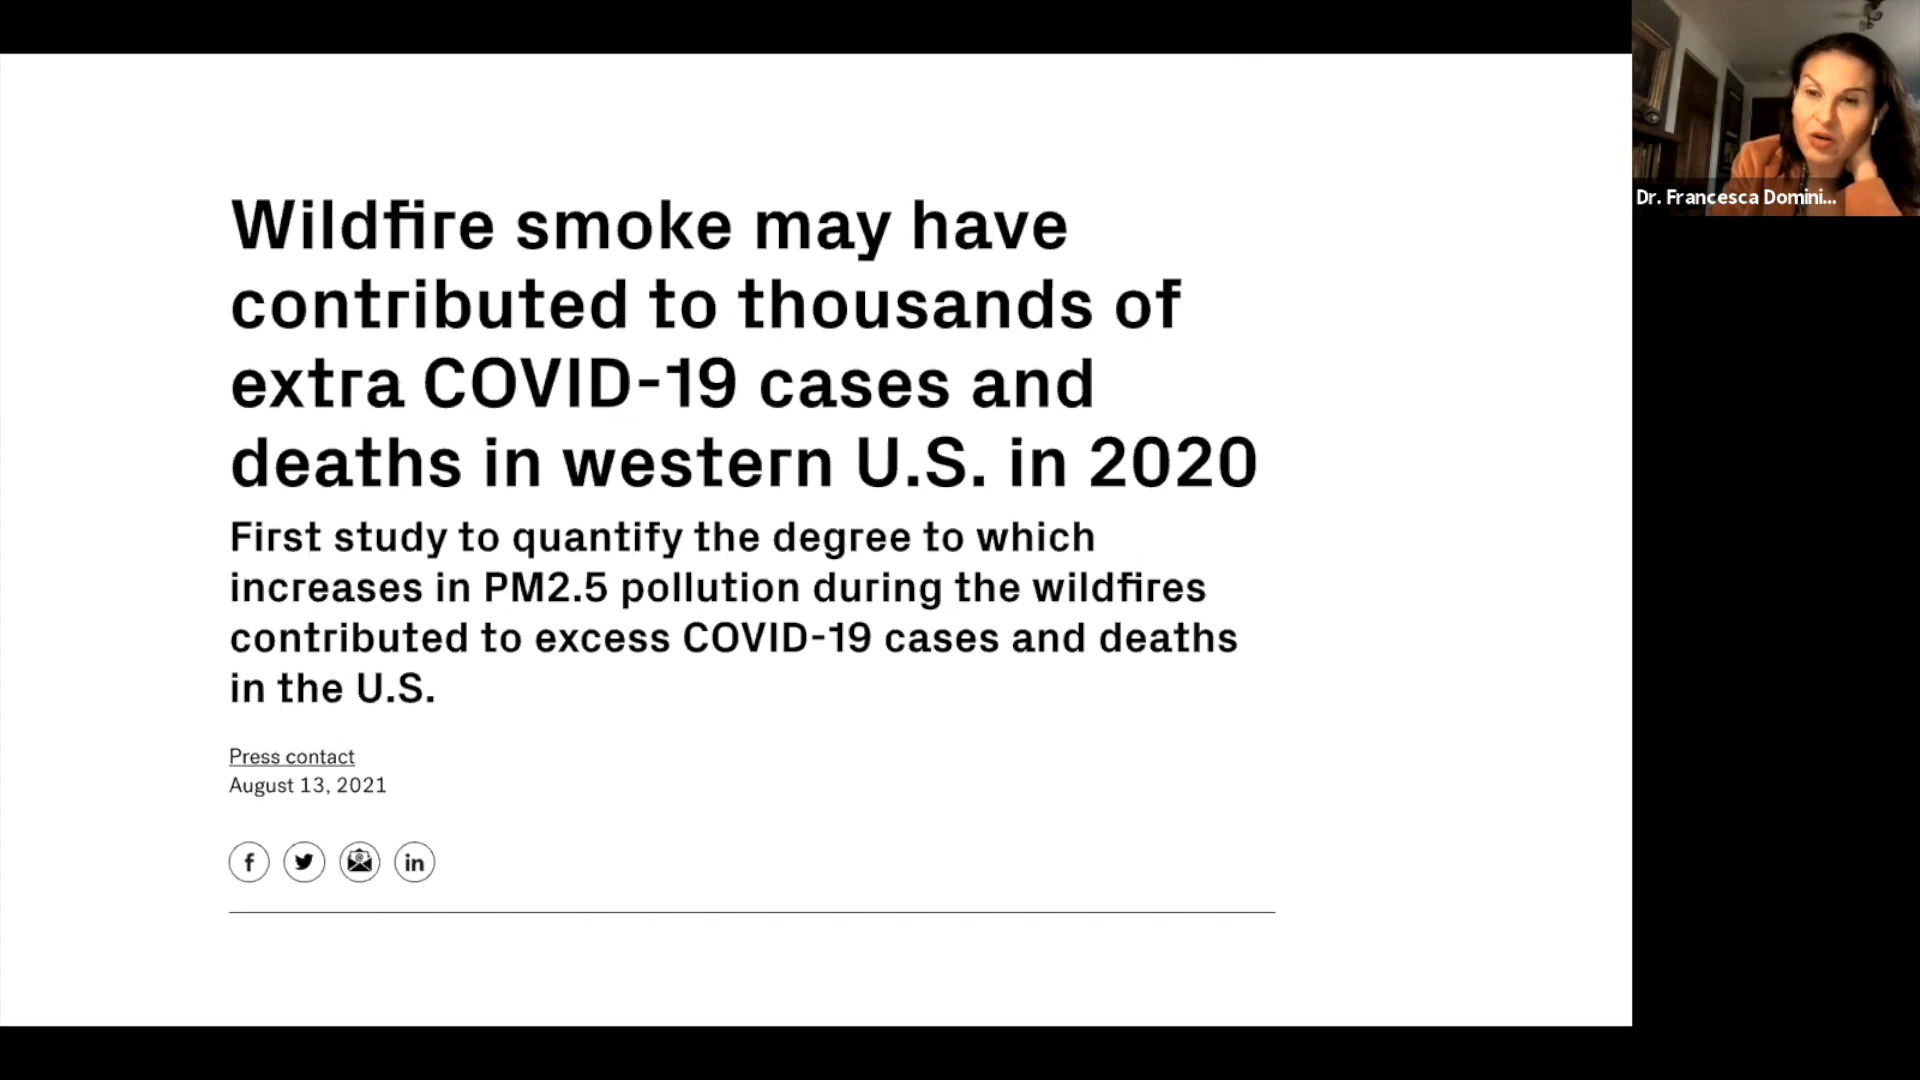 Wildfire smoke may have
contributed to thousands of
extra COVID-19 cases and
deaths in western U.S. in 2020
First study to quantify the degree to which
increases in PM2.5 pollution during the wildfires
contributed to excess COVID-19 cases and deaths
in the U.S.
Press contact
August 13, 2021
f
in
Dr. Francesca Domini...